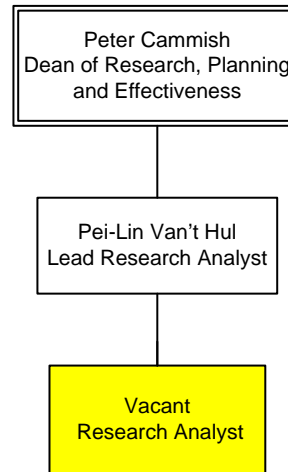 Peter Cammish
Dean of Research, Planning
and Effectiveness
Pei-Lin Van't Hul
Lead Research Analyst
Vacant
Research Analyst